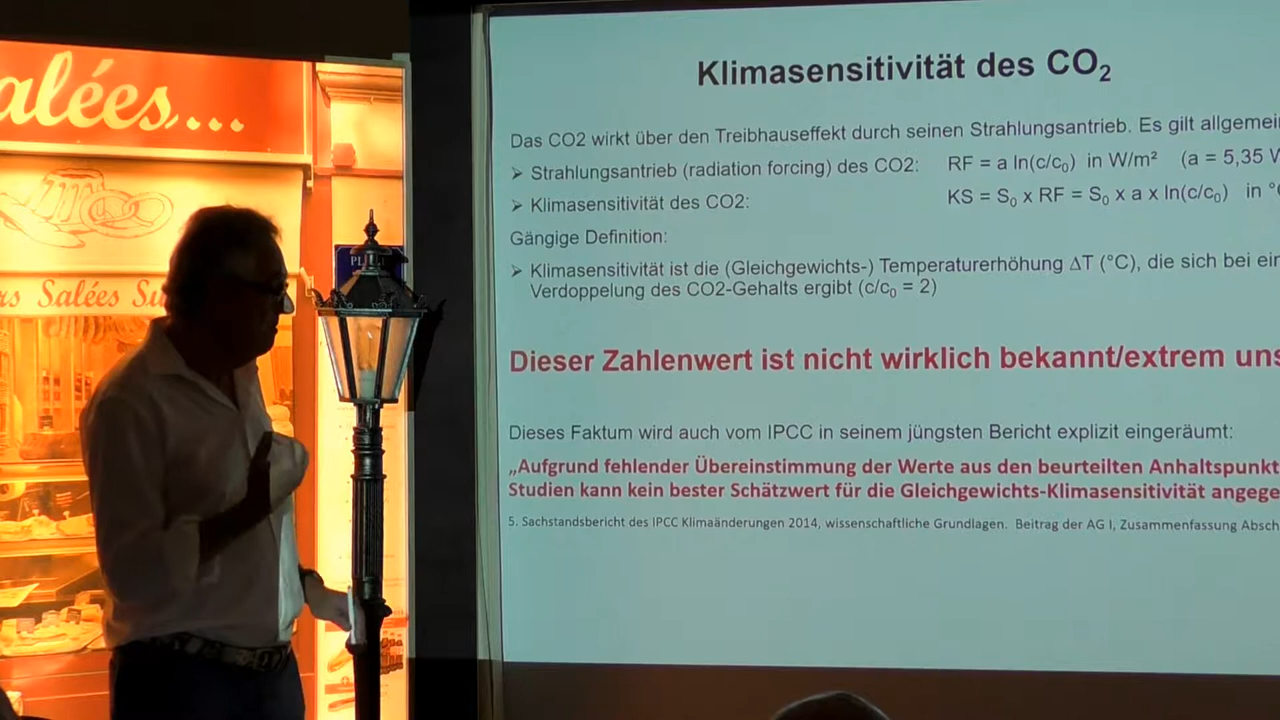 alées,...
rs Salées Su
PL
Klimasensitivität des CO₂
Das CO2 wirkt über den Treibhauseffekt durch seinen Strahlungsantrieb. Es gilt allgemein
➢ Strahlungsantrieb (radiation forcing) des CO2: RF = a ln(c/c₀) in W/m² (a = 5,35 W
➢ Klimasensitivität des CO2: KS = S₀ x RF = S₀ x a x ln(c/c₀) in °C
Gängige Definition:
➢ Klimasensitivität ist die (Gleichgewichts-) Temperaturerhöhung ΔT (°C), die sich bei ein
Verdoppelung des CO2-Gehalts ergibt (c/c₀ = 2)
Dieser Zahlenwert ist nicht wirklich bekannt/extrem uns
Dieses Faktum wird auch vom IPCC in seinem jüngsten Bericht explizit eingeräumt:
„Aufgrund fehlender Übereinstimmung der Werte aus den beurteilten Anhaltspunkt
Studien kann kein bester Schätzwert für die Gleichgewichts-Klimasensitivität angege
5. Sachstandsbericht des IPCC Klimaänderungen 2014, wissenschaftliche Grundlagen. Beitrag der AG I, Zusammenfassung Absch